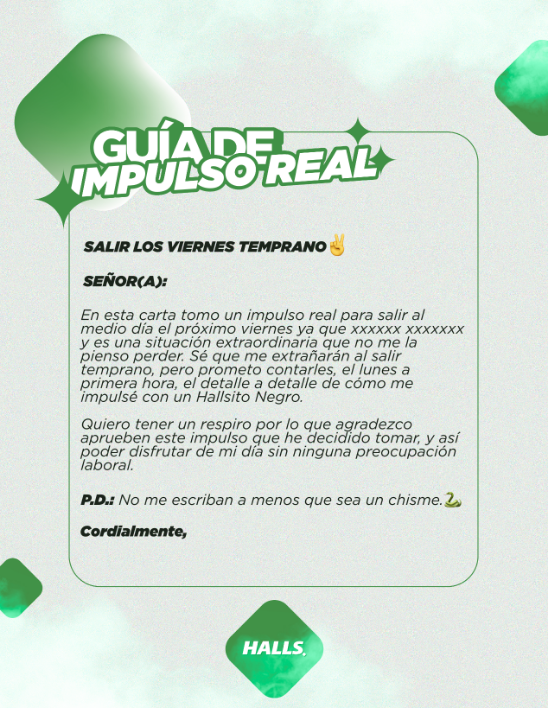 GUÍA DE
IMPULSO REAL
SALIR LOS VIERNES TEMPRANO✌️
SEÑOR(A):
En esta carta tomo un impulso real para salir al
medio día el próximo viernes ya que xxxxxx xxxxxxx
y es una situación extraordinaria que no me la
pienso perder. Sé que me extrañarán al salir
temprano, pero prometo contarles, el lunes a
primera hora, el detalle a detalle de cómo me
impulsé con un Hallsito Negro.
Quiero tener un respiro por lo que agradezco
aprueben este impulso que he decidido tomar, y así
poder disfrutar de mi día sin ninguna preocupación
laboral.
P.D.: No me escriban a menos que sea un chisme.🐍
Cordialmente,
HALLS.